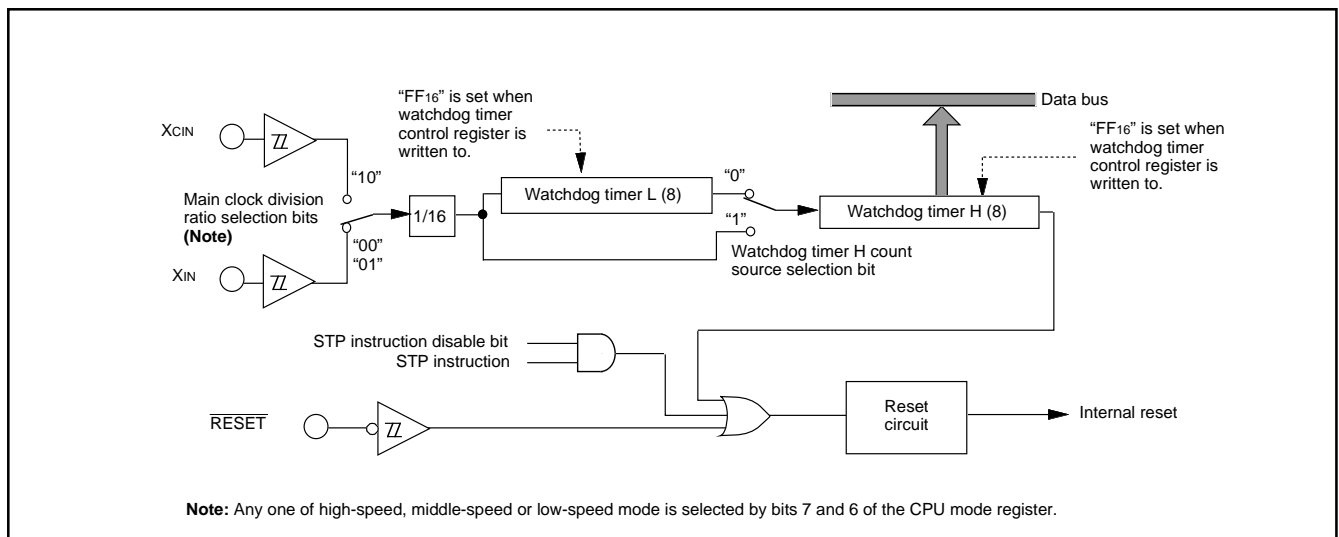 “FF16” is set when
watchdog timer
control register is
written to.
Data bus
“FF16” is set when
watchdog timer
control register is
written to.
XCIN
“10”
Main clock division
ratio selection bits
(Note)
“00”
“01”
XIN
1/16
Watchdog timer L (8)
“0”
“1”
Watchdog timer H count
source selection bit
Watchdog timer H (8)
STP instruction disable bit
STP instruction
RESET
Reset
circuit
Internal reset
Note: Any one of high-speed, middle-speed or low-speed mode is selected by bits 7 and 6 of the CPU mode register.